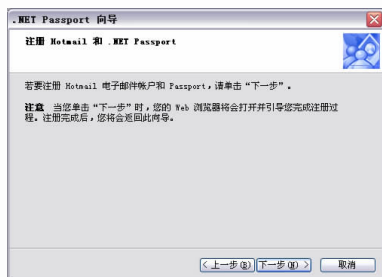 .NET Passport 向导
注册 Hotmail 和 .NET Passport
若要注册 Hotmail 电子邮件帐户和 Passport，请单击“下一步”。
注意 当您单击“下一步”时，您的 Web 浏览器将会打开并引导您完成注册过
程。注册完成后，您将会返回此向导。
< 上一步(B) 下一步(N) > 取消